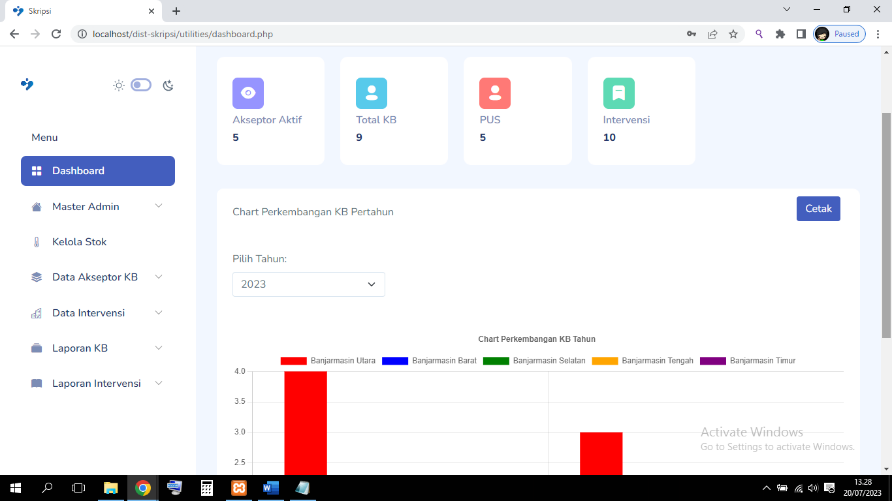 Skripsi
localhost/dist-skripsi/utilities/dashboard.php
Paused
Menu
Dashboard
Master Admin
Kelola Stok
Data Akseptor KB
Data Intervensi
Laporan KB
Laporan Intervensi
Akseptor Aktif
5
Total KB
9
PUS
5
Intervensi
10
Chart Perkembangan KB Pertahun
Cetak
Pilih Tahun:
2023
Chart Perkembangan KB Tahun
Banjarmasin Utara Banjarmasin Barat Banjarmasin Selatan Banjarmasin Tengah Banjarmasin Timur
4.0
3.5
3.0
2.5
Activate Windows
Go to Settings to activate Windows.
13.28
20/07/2023